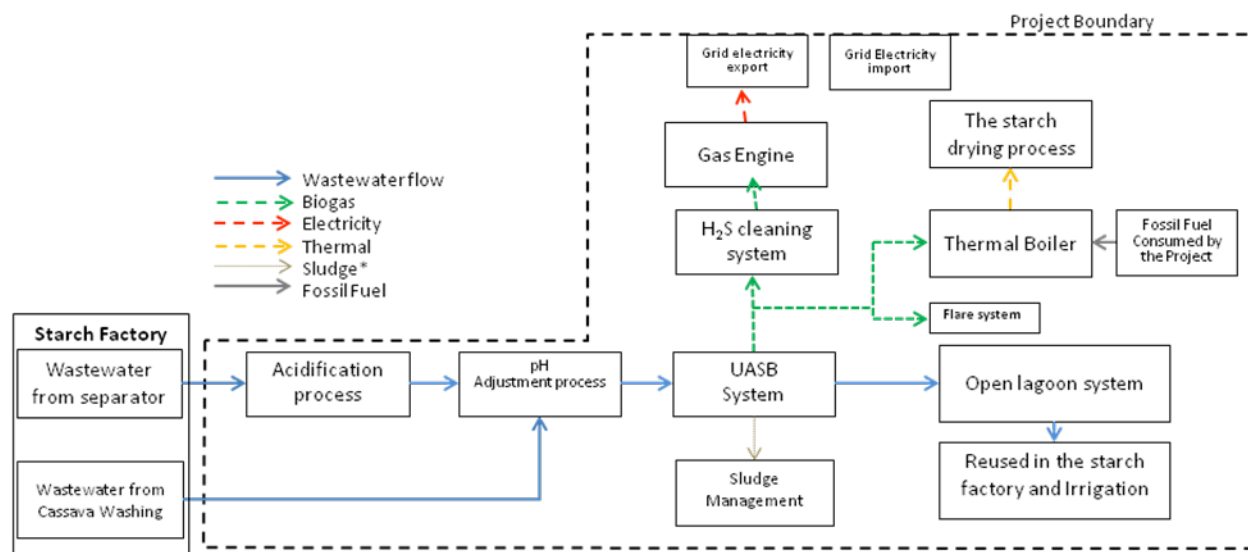 Project Boundary
Grid electricity
export
Grid Electricity
import
Gas Engine
The starch
drying process
Wastewater flow
Biogas
Electricity
Thermal
Sludge*
Fossil Fuel
H₂S cleaning
system
Thermal Boiler
Fossil Fuel
Consumed by
the Project
Flare system
Starch Factory
Wastewater
from separator
Acidification
process
pH
Adjustment process
UASB
System
Open lagoon system
Wastewater from
Cassava Washing
Sludge
Management
Reused in the starch
factory and Irrigation